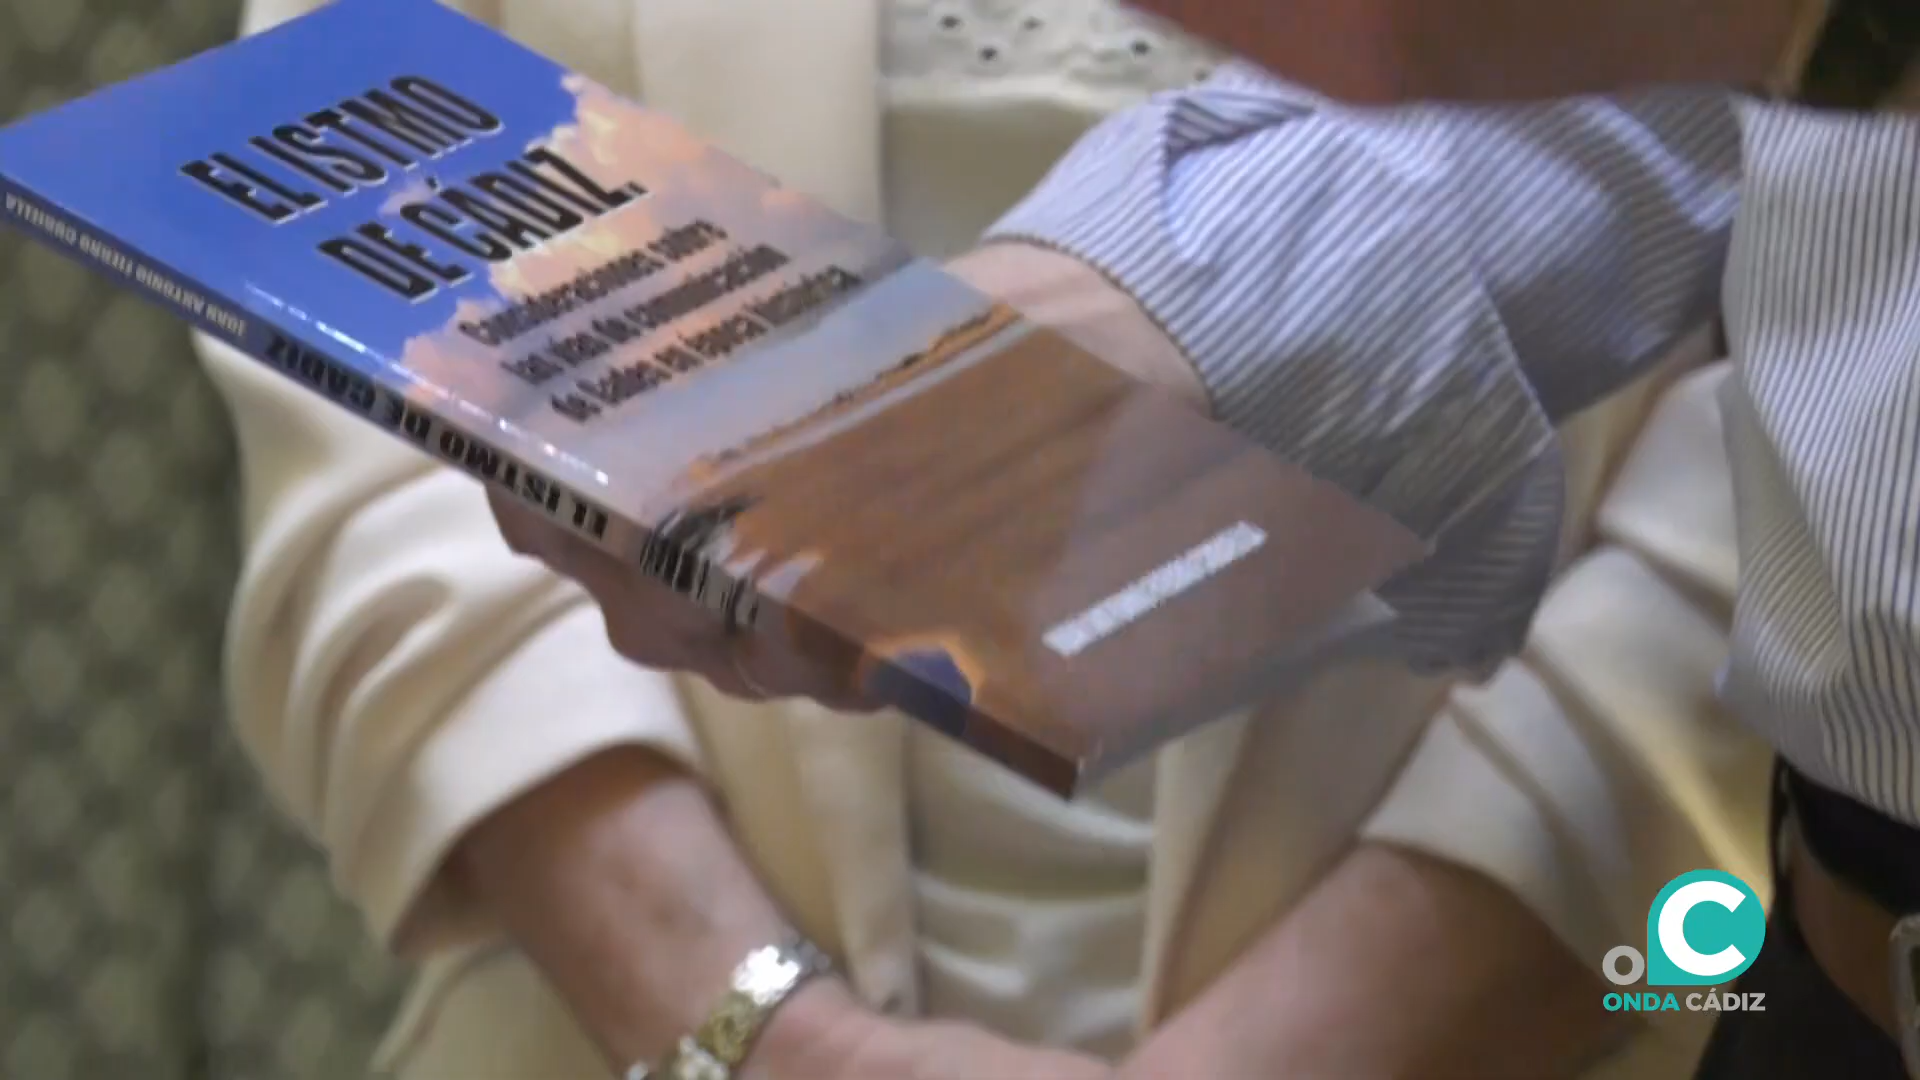 EL ISTMO
DE CÁDIZ.
Consideraciones sobre
las vías de comunicación
de Gades en época histórica
JUAN ANTONIO FIERRO CUBIELLA
EL ISTMO DE CÁDIZ
ONDA CÁDIZ